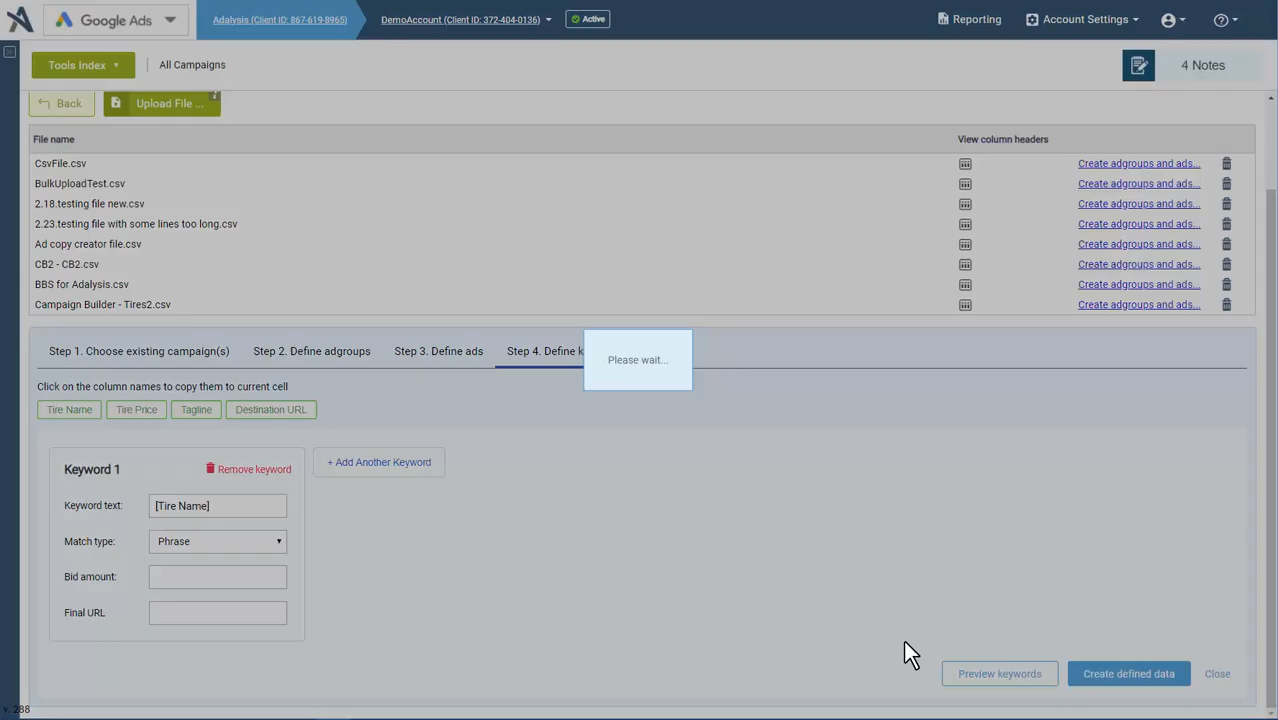 Google Ads
Adalysis (Client ID: 867-619-8965)
DemoAccount (Client ID: 372-404-0136)
Active
Reporting
Account Settings
Tools Index
All Campaigns
4 Notes
Back
Upload File ...
File name
View column headers
CsvFile.csv
Create adgroups and ads...
BulkUploadTest.csv
Create adgroups and ads...
2.18.testing file new.csv
Create adgroups and ads...
2.23.testing file with some lines too long.csv
Create adgroups and ads...
Ad copy creator file.csv
Create adgroups and ads...
CB2 - CB2.csv
Create adgroups and ads...
BBS for Adalysis.csv
Create adgroups and ads...
Campaign Builder - Tires2.csv
Create adgroups and ads...
Step 1. Choose existing campaign(s)
Step 2. Define adgroups
Step 3. Define ads
Step 4. Define k
Please wait...
Click on the column names to copy them to current cell
Tire Name
Tire Price
Tagline
Destination URL
Keyword 1
Remove keyword
+ Add Another Keyword
Keyword text:
[Tire Name]
Match type:
Phrase
Bid amount:
Final URL
Preview keywords
Create defined data
Close
v. 288